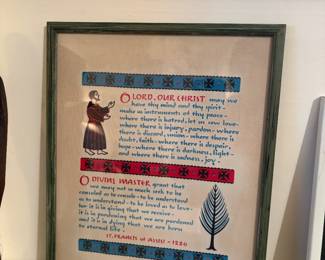 O LORD, OUR CHRIST may we
have thy mind and thy spirit-
make us instruments of thy peace-
where there is hatred, let us sow love-
where there is injury, pardon-where
there is discord, union-where there is
doubt, faith-where there is despair,
hope-where there is darkness, light-
and where there is sadness, joy-
O DIVINE MASTER grant that
we may not so much seek to be
consoled as to console-to be understood
as to understand-to be loved as to love-
for it is in giving that we receive-
it is in pardoning that we are pardoned
and it is in dying that we are born
to eternal life-
ST. FRANCIS of ASSISI-1226